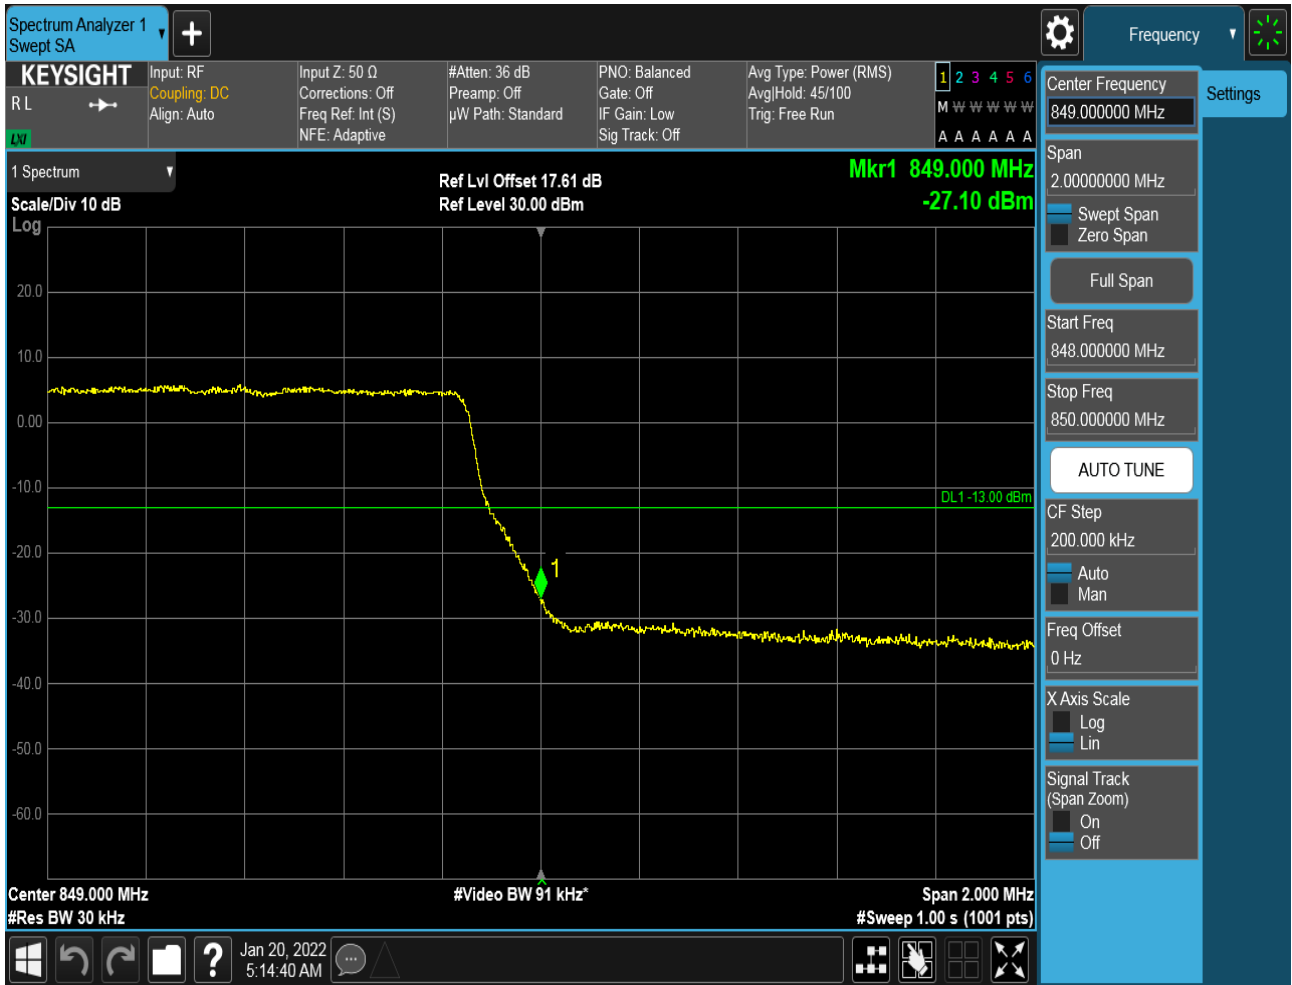 Spectrum Analyzer 1
Swept SA
+
Frequency
KEYSIGHT
R L
LXI
Input: RF
Coupling: DC
Align: Auto
Input Z: 50 Ω
Corrections: Off
Freq Ref: Int (S)
NFE: Adaptive
#Atten: 36 dB
Preamp: Off
µW Path: Standard
PNO: Balanced
Gate: Off
IF Gain: Low
Sig Track: Off
Avg Type: Power (RMS)
Avg|Hold: 45/100
Trig: Free Run
1 2 3 4 5 6
M W W W W W
A A A A A A
1 Spectrum
Scale/Div 10 dB
Log
Ref Lvl Offset 17.61 dB
Ref Level 30.00 dBm
Mkr1 849.000 MHz
-27.10 dBm
20.0
10.0
0.00
-10.0
DL1 -13.00 dBm
-20.0
1
-30.0
-40.0
-50.0
-60.0
Center 849.000 MHz
#Video BW 91 kHz*
Span 2.000 MHz
#Res BW 30 kHz
#Sweep 1.00 s (1001 pts)
?
Jan 20, 2022
5:14:40 AM
Center Frequency
849.000000 MHz
Settings
Span
2.00000000 MHz
Swept Span
Zero Span
Full Span
Start Freq
848.000000 MHz
Stop Freq
850.000000 MHz
AUTO TUNE
CF Step
200.000 kHz
Auto
Man
Freq Offset
0 Hz
X Axis Scale
Log
Lin
Signal Track
(Span Zoom)
On
Off